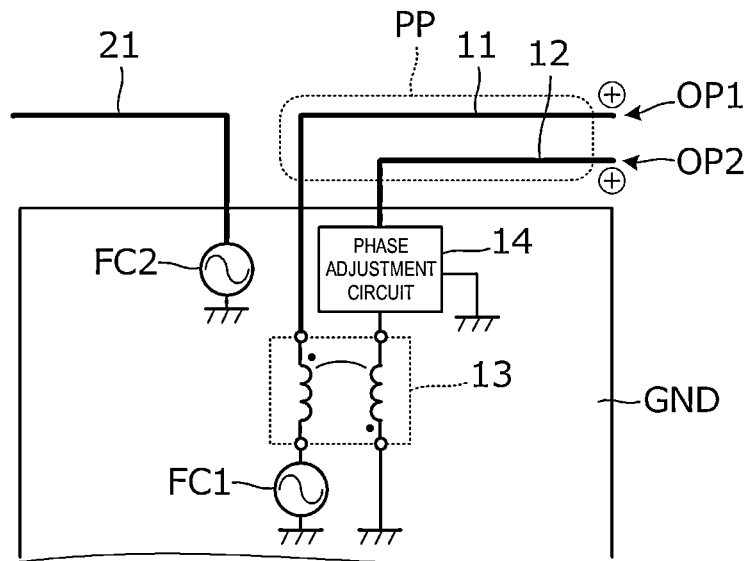 PP
21
11
12
OP1
OP2
FC2
PHASE
ADJUSTMENT
CIRCUIT
14
13
GND
FC1